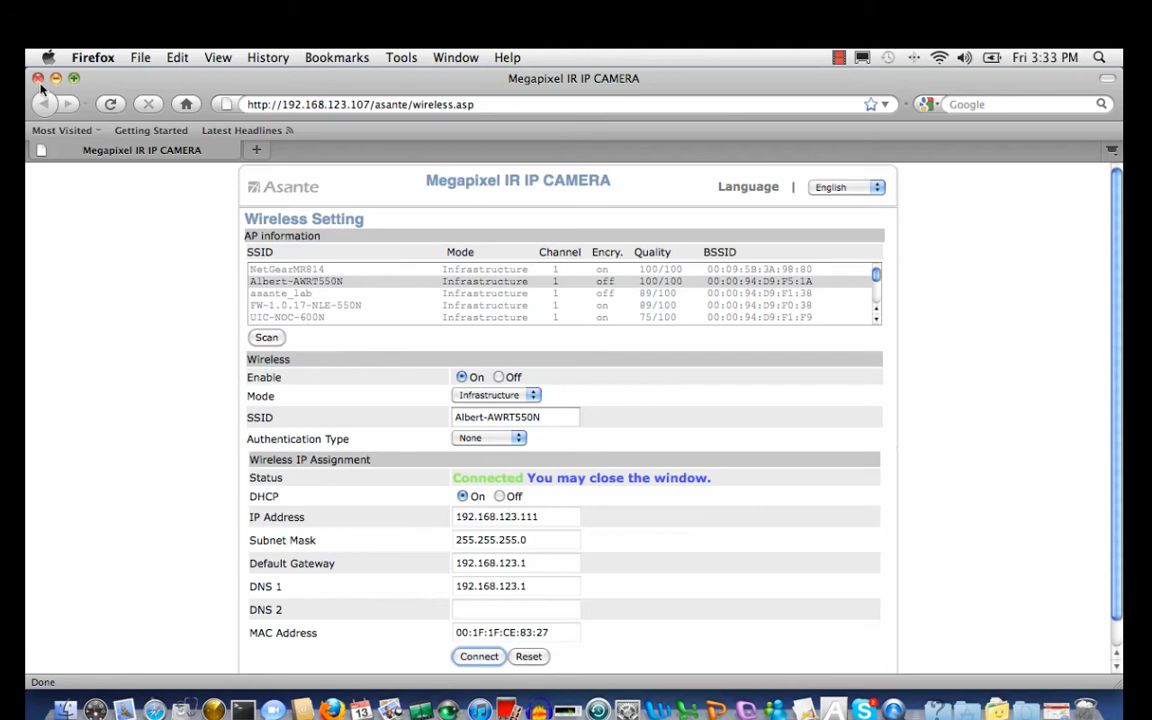 Firefox File Edit View History Bookmarks Tools Window Help Fri 3:33 PM
Megapixel IR IP CAMERA
http://192.168.123.107/asante/wireless.asp Google
Most Visited Getting Started Latest Headlines
Megapixel IR IP CAMERA
Asante Megapixel IR IP CAMERA Language | English
Wireless Setting
AP information
SSID Mode Channel Encry. Quality BSSID
NetGearMR814 Infrastructure 1 on 100/100 00:09:5B:3A:98:80
Albert-AWRT550N Infrastructure 1 off 100/100 00:00:94:D9:F5:1A
asante_lab Infrastructure 1 off 89/100 00:00:94:D9:F1:38
FW-1.0.17-NLE-550N Infrastructure 1 on 89/100 00:00:94:D9:F0:38
UIC-NOC-600N Infrastructure 1 on 75/100 00:00:94:D9:F1:F9
Scan
Wireless
Enable On Off
Mode Infrastructure
SSID Albert-AWRT550N
Authentication Type None
Wireless IP Assignment
Status Connected You may close the window.
DHCP On Off
IP Address 192.168.123.111
Subnet Mask 255.255.255.0
Default Gateway 192.168.123.1
DNS 1 192.168.123.1
DNS 2
MAC Address 00:1F:1F:CE:83:27
Connect Reset
Done
13